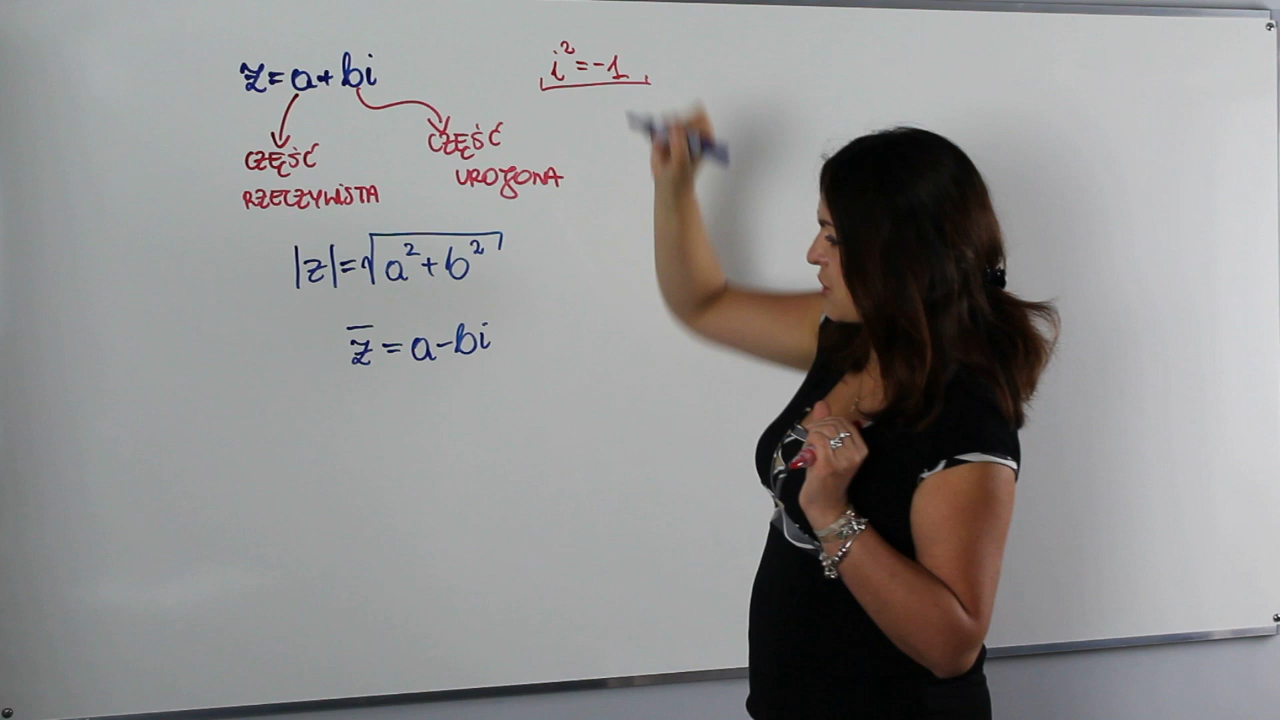 z=a+bi
i²=-1
CZĘŚĆ
RZECZYWISTA
CZĘŚĆ
UROJONA
|z|=√a²+b²
z̅=a-bi